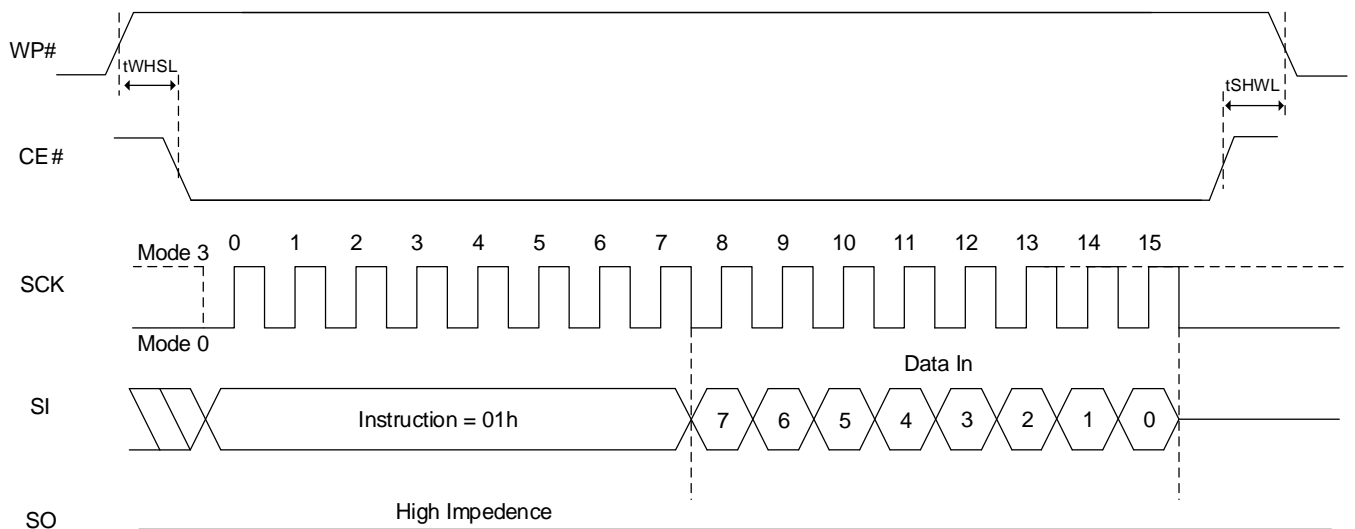 WP#
tWHSL
tSHWL
CE#
0 1 2 3 4 5 6 7 8 9 10 11 12 13 14 15
Mode 3
SCK
Mode 0
Data In
SI
Instruction = 01h
7 6 5 4 3 2 1 0
High Impedence
SO